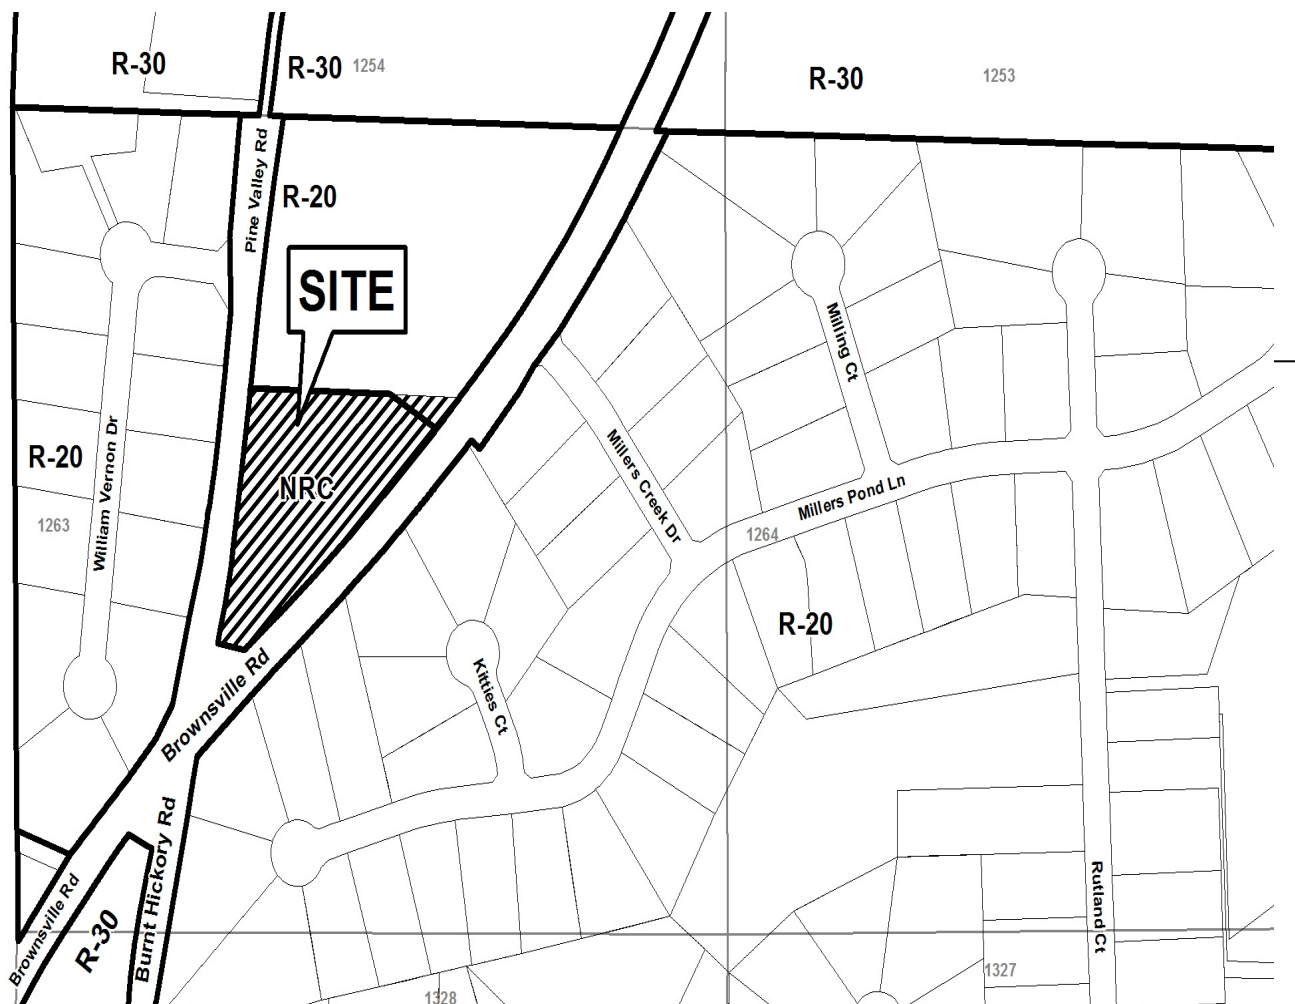 R-30
R-30
1254
R-30
1253
Pine Valley Rd
R-20
SITE
Milling Ct
William Vernon Dr
R-20
NRC
Millers Creek Dr
Millers Pond Ln
1263
1264
R-20
Brownsville Rd
Kitties Ct
Burnt Hickory Rd
Rutland Ct
Brownsville Rd
R-30
1327
1328